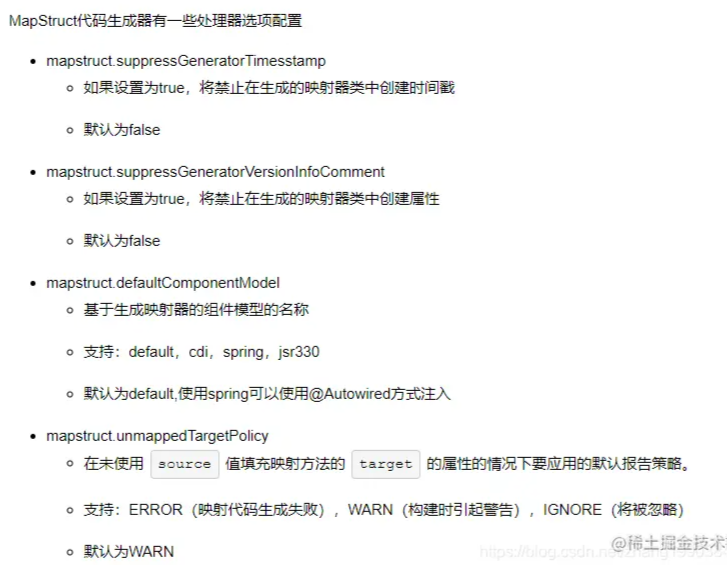 MapStruct代码生成器有一些处理器选项配置
mapstruct.suppressGeneratorTimesstamp
如果设置为true，将禁止在生成的映射器类中创建时间戳
默认为false
mapstruct.suppressGeneratorVersionInfoComment
如果设置为true，将禁止在生成的映射器类中创建属性
默认为false
mapstruct.defaultComponentModel
基于生成映射器的组件模型的名称
支持：default，cdi，spring，jsr330
默认为default,使用spring可以使用@Autowired方式注入
mapstruct.unmappedTargetPolicy
在未使用 source 值填充映射方法的 target 的属性的情况下要应用的默认报告策略。
支持：ERROR（映射代码生成失败），WARN（构建时引起警告），IGNORE（将被忽略）
默认为WARN
@稀土掘金技术
https://blog.csdn.net/